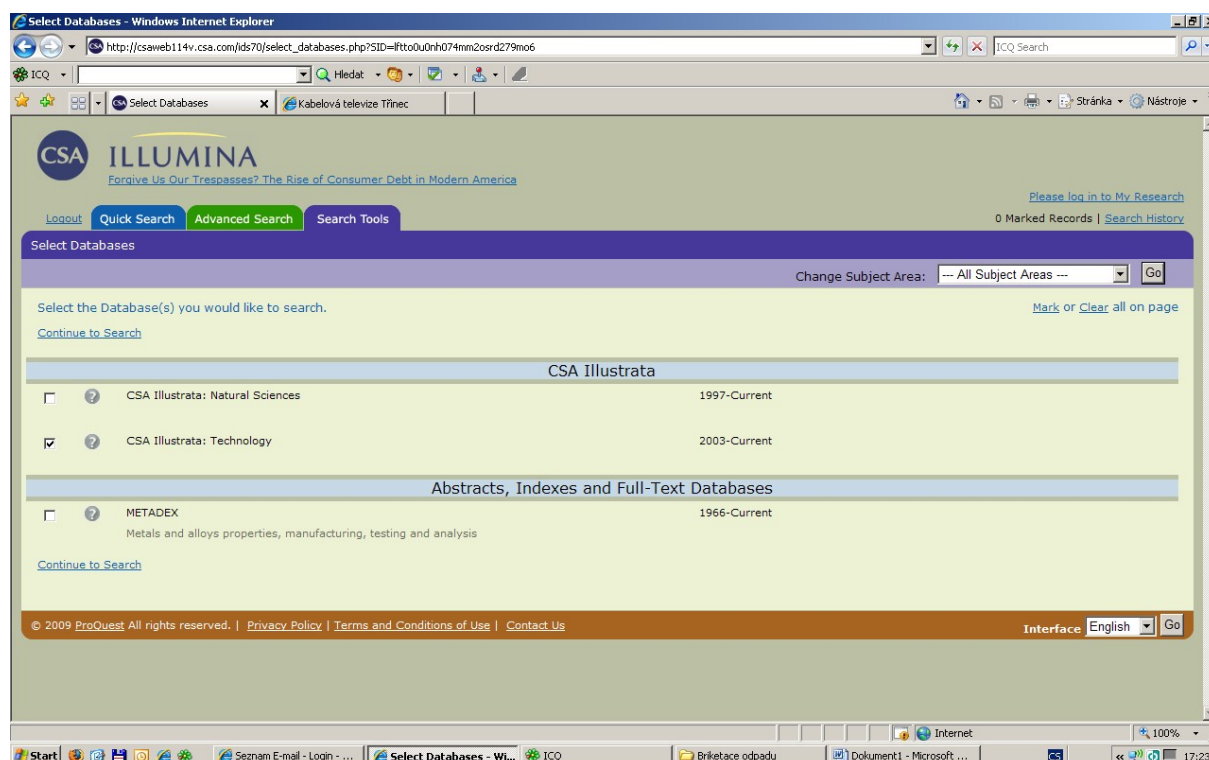 Select Databases - Windows Internet Explorer
http://csaweb114v.csa.com/ids70/select_databases.php?SID=lftto0u0nh074mm2osrd279mo6
ICQ Search
ICQ
Hledat
Select Databases
Kabelová televize Třinec
Stránka
Nástroje
CSA
ILLUMINA
Forgive Us Our Trespasses? The Rise of Consumer Debt in Modern America
Please log in to My Research
Logout Quick Search Advanced Search Search Tools
0 Marked Records | Search History
Select Databases
Change Subject Area: --- All Subject Areas --- Go
Select the Database(s) you would like to search.
Mark or Clear all on page
Continue to Search
CSA Illustrata
CSA Illustrata: Natural Sciences 1997-Current
CSA Illustrata: Technology 2003-Current
Abstracts, Indexes and Full-Text Databases
METADEX 1966-Current
Metals and alloys properties, manufacturing, testing and analysis
Continue to Search
© 2009 ProQuest All rights reserved. | Privacy Policy | Terms and Conditions of Use | Contact Us
Interface English Go
Internet 100%
Start Seznam E-mail - Login - ... Select Databases - Wi... ICQ Briketace odpadu Dokument1 - Microsoft ... CS 17:23